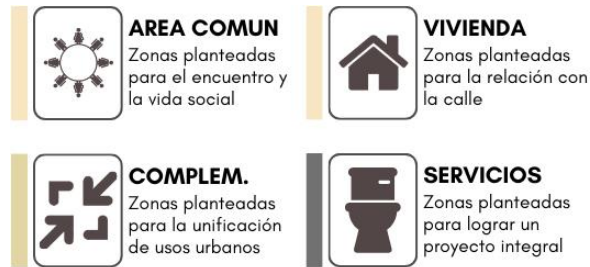 AREA COMUN
Zonas planteadas
para el encuentro y
la vida social
VIVIENDA
Zonas planteadas
para la relación con
la calle
COMPLEM.
Zonas planteadas
para la unificación
de usos urbanos
SERVICIOS
Zonas planteadas
para lograr un
proyecto integral